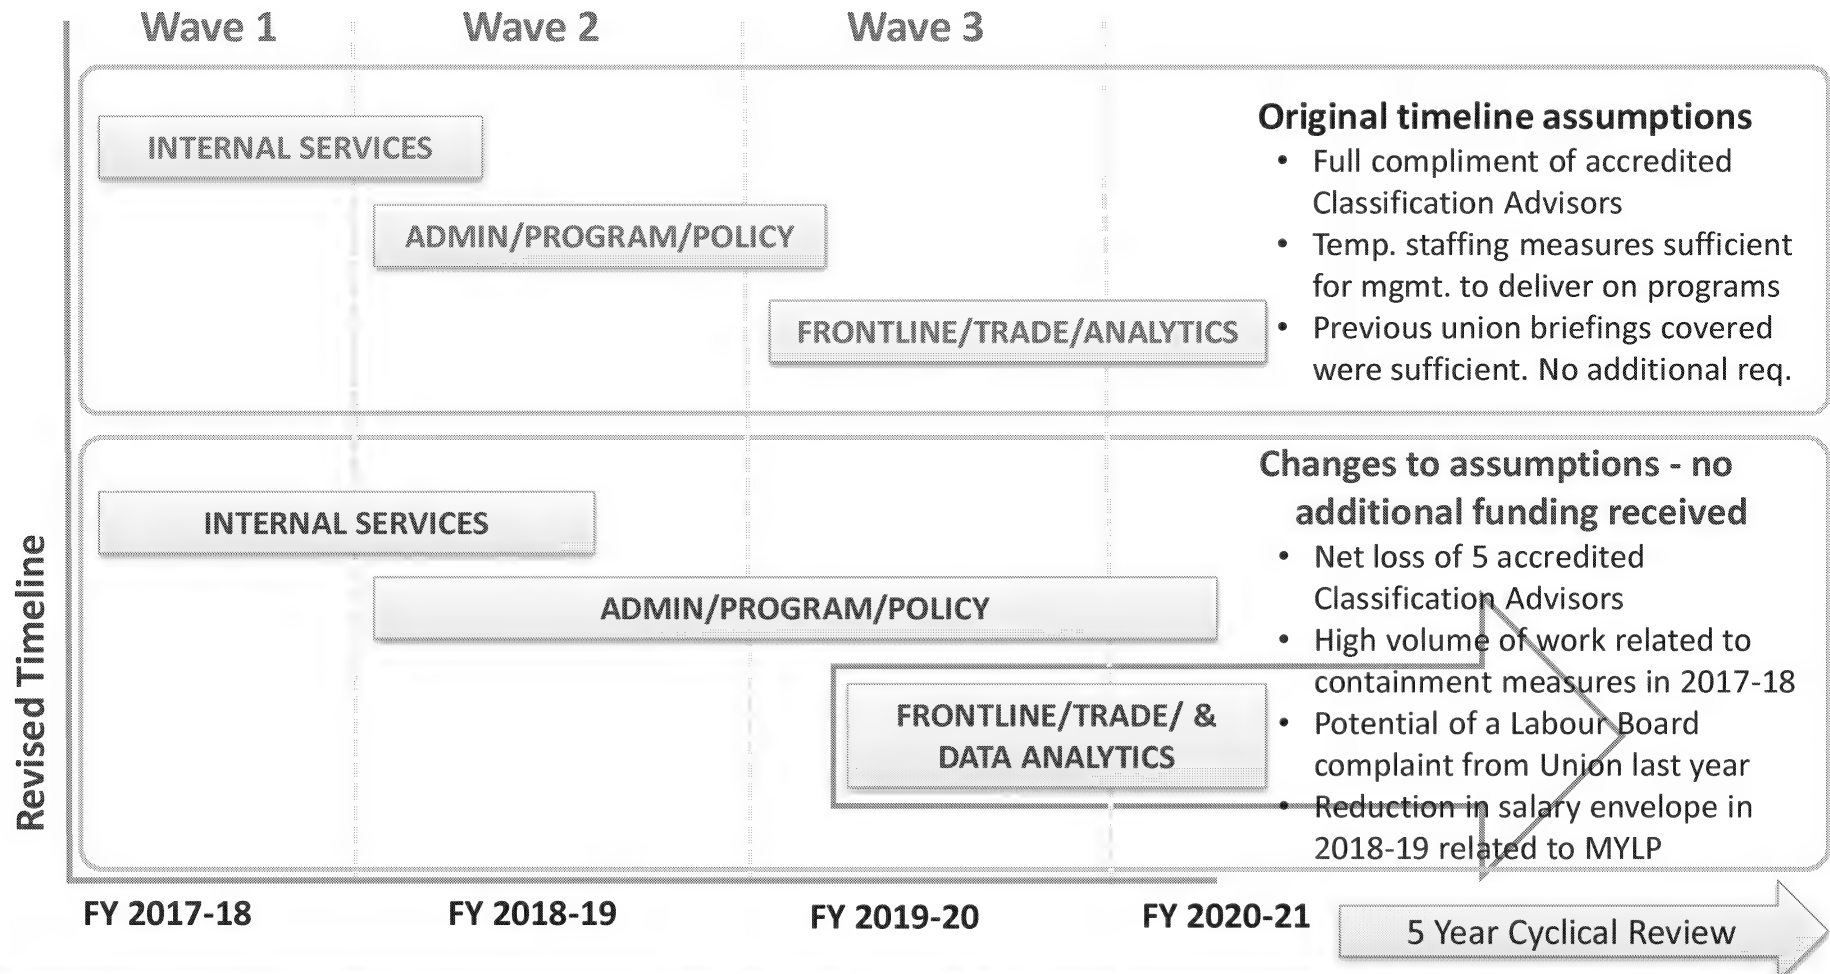 Wave 1
Wave 2
Wave 3
INTERNAL SERVICES
ADMIN/PROGRAM/POLICY
FRONTLINE/TRADE/ANALYTICS
Original timeline assumptions
• Full compliment of accredited
Classification Advisors
• Temp. staffing measures sufficient
for mgmt. to deliver on programs
• Previous union briefings covered
were sufficient. No additional req.
Revised Timeline
INTERNAL SERVICES
ADMIN/PROGRAM/POLICY
FRONTLINE/TRADE/ &
DATA ANALYTICS
Changes to assumptions - no
additional funding received
• Net loss of 5 accredited
Classification Advisors
• High volume of work related to
containment measures in 2017-18
• Potential of a Labour Board
complaint from Union last year
• Reduction in salary envelope in
2018-19 related to MYLP
FY 2017-18
FY 2018-19
FY 2019-20
FY 2020-21
5 Year Cyclical Review